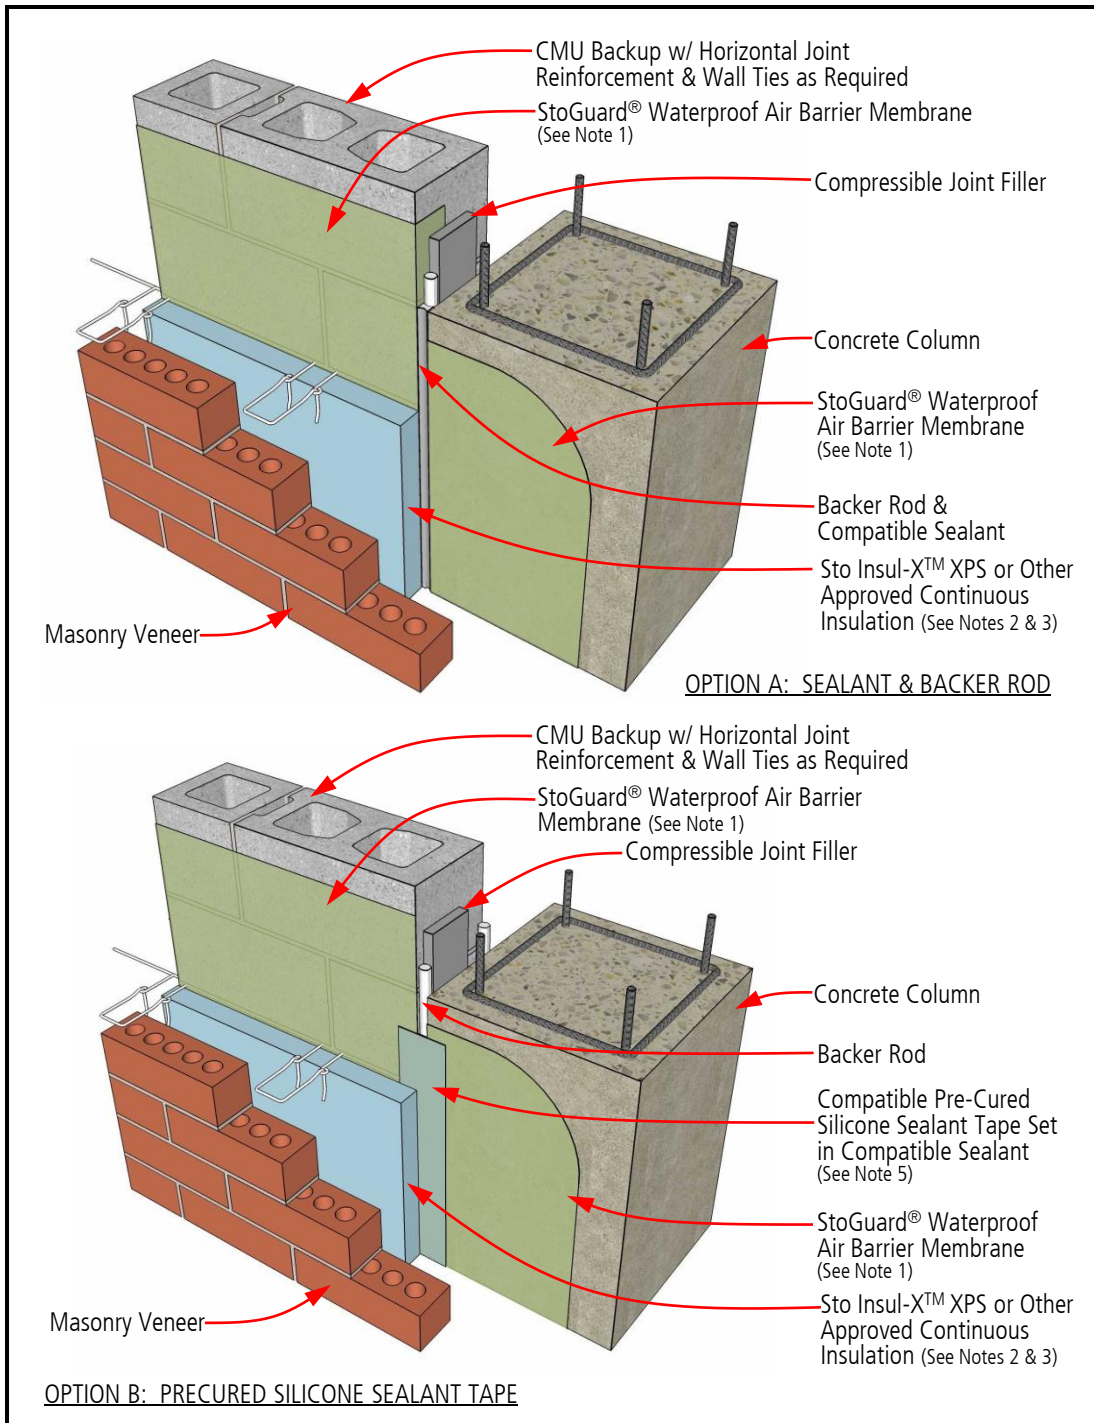 CMU Backup w/ Horizontal Joint
Reinforcement & Wall Ties as Required
StoGuard® Waterproof Air Barrier Membrane
(See Note 1)
Compressible Joint Filler
Concrete Column
StoGuard® Waterproof
Air Barrier Membrane
(See Note 1)
Backer Rod &
Compatible Sealant
Sto Insul-X™ XPS or Other
Approved Continuous
Insulation (See Notes 2 & 3)
Masonry Veneer
OPTION A: SEALANT & BACKER ROD
CMU Backup w/ Horizontal Joint
Reinforcement & Wall Ties as Required
StoGuard® Waterproof Air Barrier
Membrane (See Note 1)
Compressible Joint Filler
Concrete Column
Backer Rod
Compatible Pre-Cured
Silicone Sealant Tape Set
in Compatible Sealant
(See Note 5)
StoGuard® Waterproof
Air Barrier Membrane
(See Note 1)
Sto Insul-X™ XPS or Other
Approved Continuous
Insulation (See Notes 2 & 3)
Masonry Veneer
OPTION B: PRECURED SILICONE SEALANT TAPE